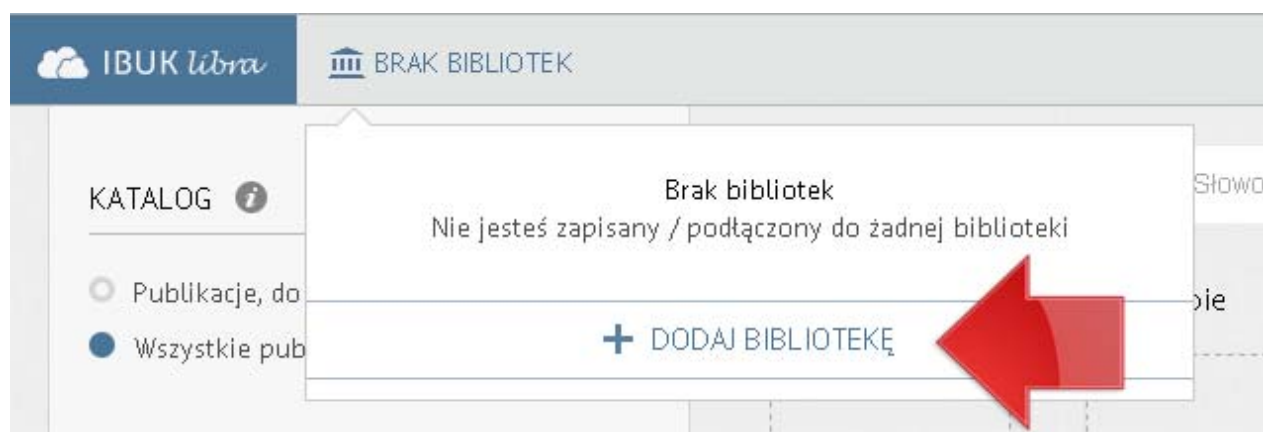 IBUK libra
BRAK BIBLIOTEK
KATALOG
Brak bibliotek
Nie jesteś zapisany / podłączony do żadnej biblioteki
Słowo
Publikacje, do
Wszystkie pub
+ DODAJ BIBLIOTEKĘ